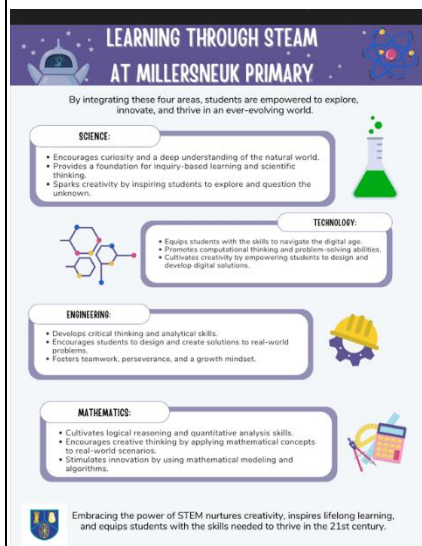 LEARNING THROUGH STEAM
AT MILLERSNEUK PRIMARY
By integrating these four areas, students are empowered to explore,
innovate, and thrive in an ever-evolving world.
SCIENCE:
• Encourages curiosity and a deep understanding of the natural world.
• Provides a foundation for inquiry-based learning and scientific
thinking.
• Sparks creativity by inspiring students to explore and question the
unknown.
TECHNOLOGY:
• Equips students with the skills to navigate the digital age.
• Promotes computational thinking and problem-solving abilities.
• Cultivates creativity by empowering students to design and
develop digital solutions.
ENGINEERING:
• Develops critical thinking and analytical skills.
• Encourages students to design and create solutions to real-world
problems.
• Fosters teamwork, perseverance, and a growth mindset.
MATHEMATICS:
• Cultivates logical reasoning and quantitative analysis skills.
• Encourages creative thinking by applying mathematical concepts
to real-world scenarios.
• Stimulates innovation by using mathematical modeling and
algorithms.
Embracing the power of STEM nurtures creativity, inspires lifelong learning,
and equips students with the skills needed to thrive in the 21st century.